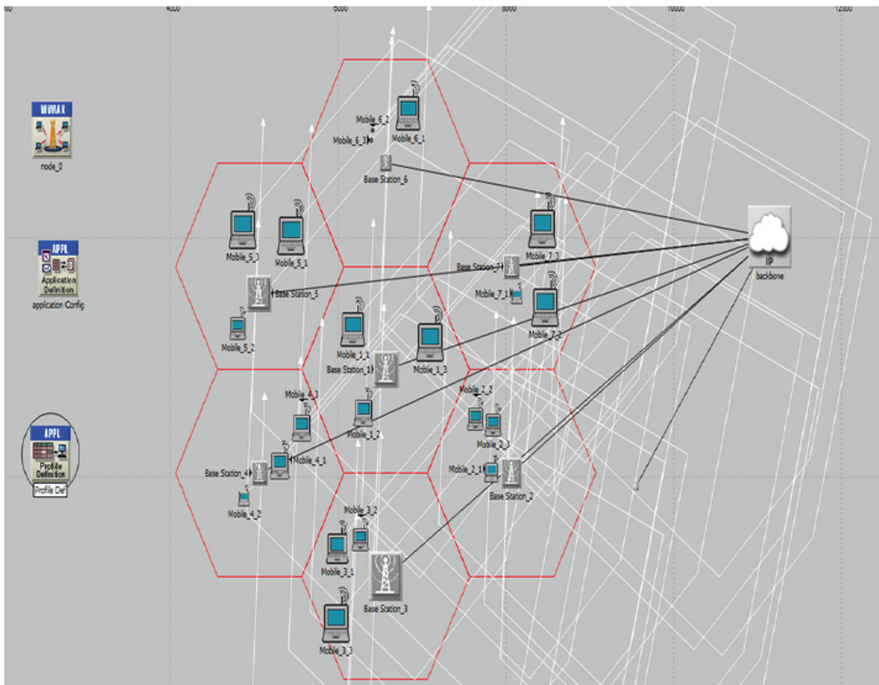 4000
6000
8000
10000
12000
WiMAX
node_0
APPL
Application
Definition
application Config
APPL
Profile
Definition
Profile Def
Mobile_6_2
Mobile_6_1
Mobile_6_3
Base Station_6
Mobile_5_3
Mobile_5_1
Base Station_5
Mobile_5_2
Mobile_7_3
Base Station_7
Mobile_7_1
Mobile_7_2
IP
backbone
Mobile_1_1
Mobile_1_3
Base Station_1
Mobile_1_2
Mobile_4_3
Mobile_4_1
Base Station_4
Mobile_4_2
Mobile_2_2
Mobile_2_3
Mobile_2_1
Base Station_2
Mobile_3_2
Mobile_3_1
Base Station_3
Mobile_3_3